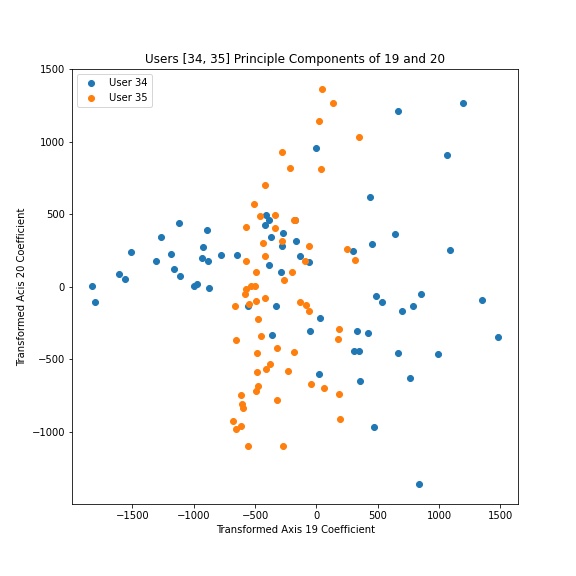 Users [34, 35] Principle Components of 19 and 20
User 34
User 35
1500
1000
500
0
−500
−1000
Transformed Acis 20 Coefficient
−1500
−1000
−500
0
500
1000
1500
Transformed Axis 19 Coefficient